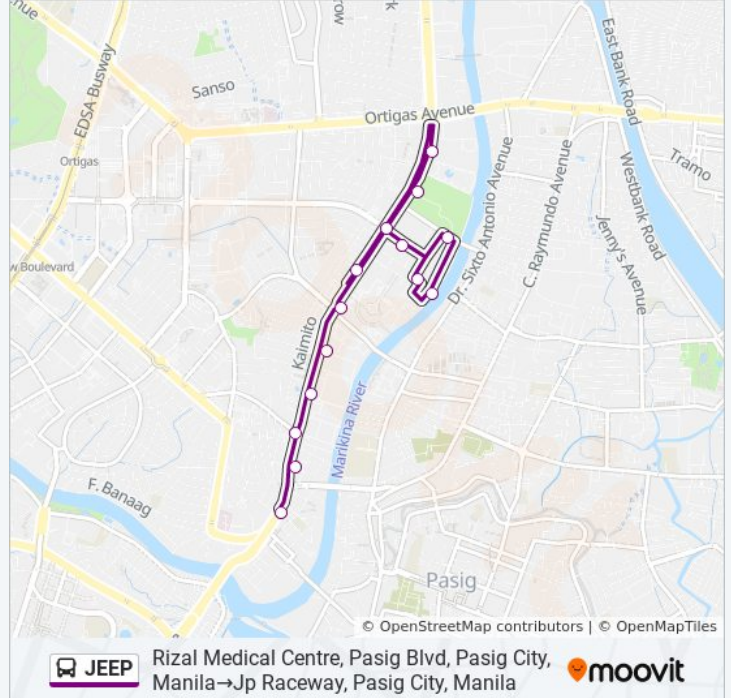 nue
row
k
EDSA Busway
Sanso
Ortigas Avenue
East Bank Road
Ortigas
Tramo
Dr. Sixto Antonio Avenue
C. Raymundo Avenue
Westbank Road
Jenny's Avenue
w Boulevard
Kaimito
Marikina River
F. Banaag
Pasig
© OpenStreetMap contributors | © OpenMapTiles
JEEP
Rizal Medical Centre, Pasig Blvd, Pasig City,
Manila→Jp Raceway, Pasig City, Manila
moovit